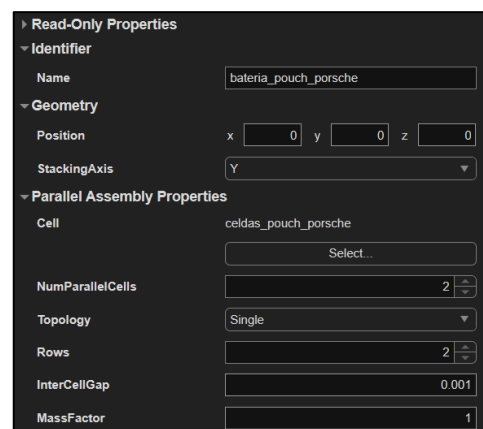 Read-Only Properties
Identifier
Name bateria_pouch_porsche
Geometry
Position x 0 y 0 z 0
StackingAxis Y
Parallel Assembly Properties
Cell celdas_pouch_porsche
Select...
NumParallelCells 2
Topology Single
Rows 2
InterCellGap 0.001
MassFactor 1